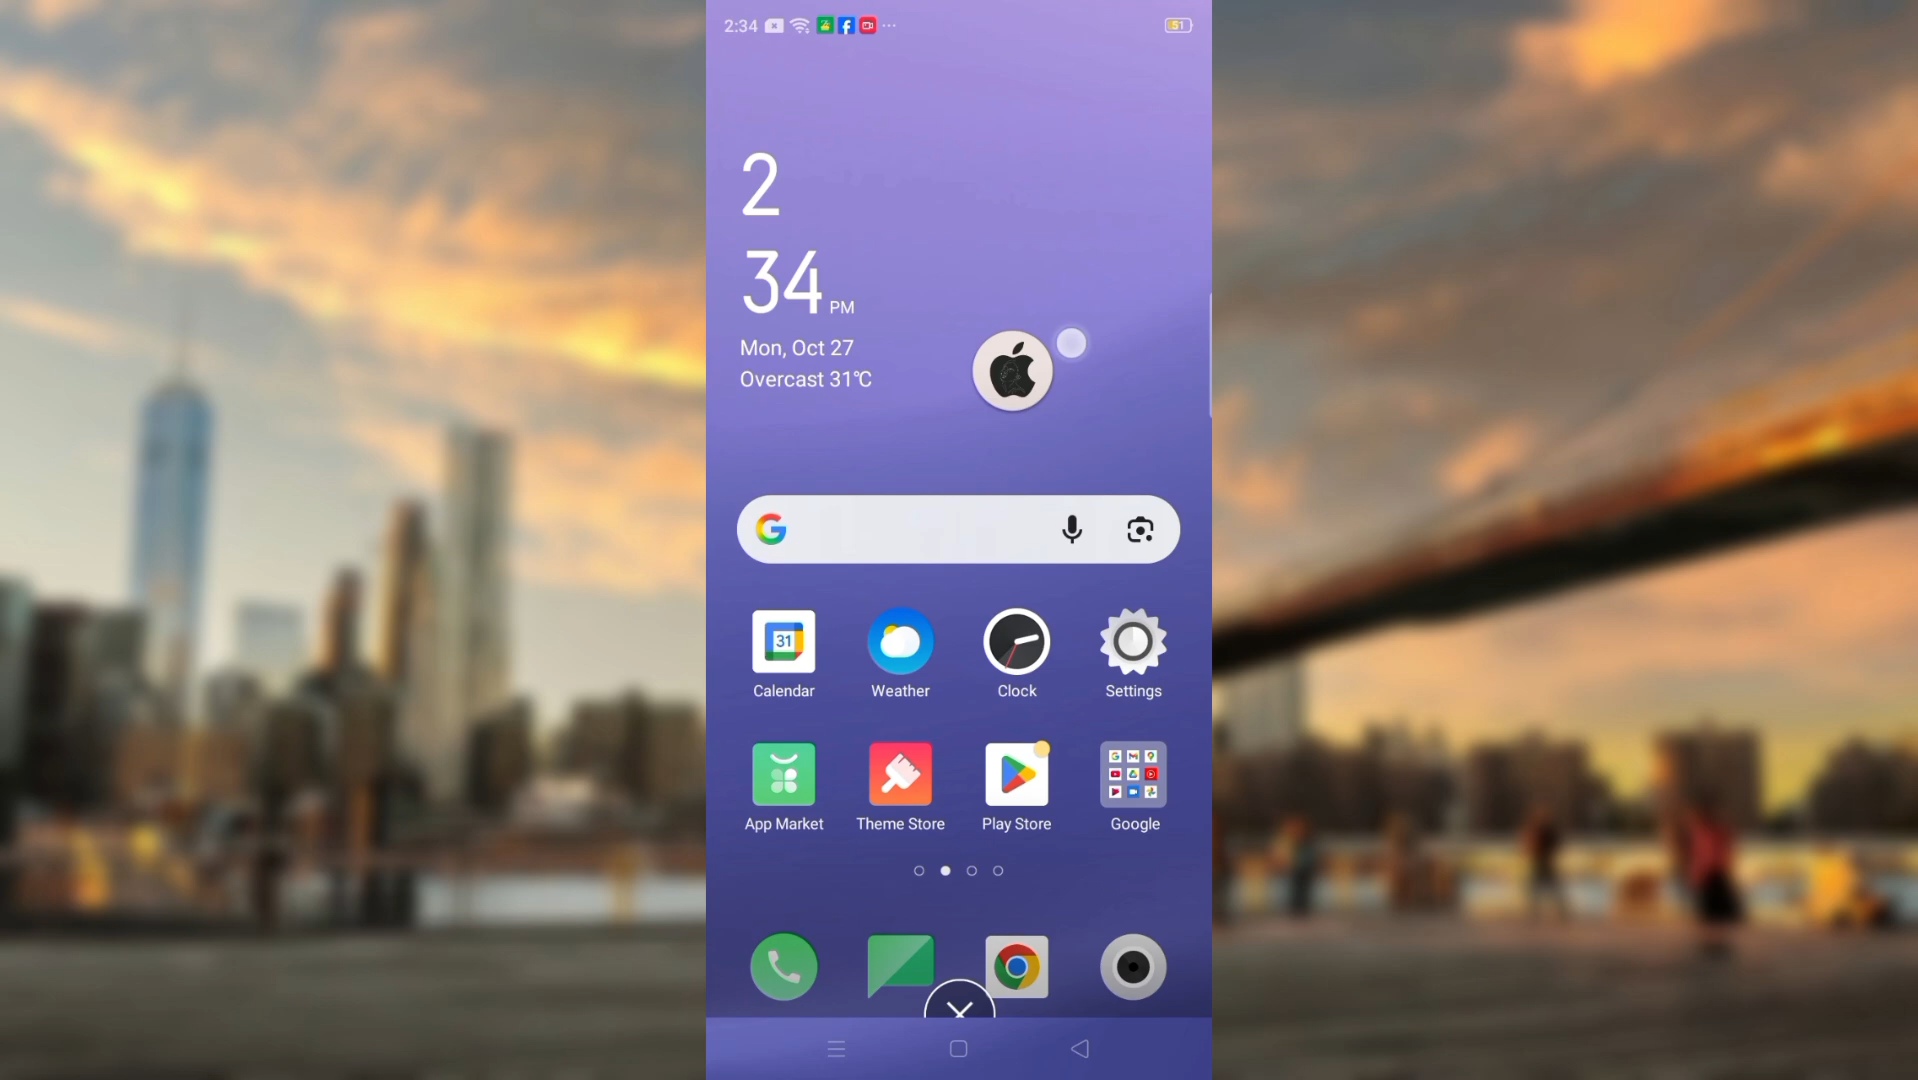 2:34
51
2
34 PM
Mon, Oct 27
Overcast 31℃
31
Calendar
Weather
Clock
Settings
App Market
Theme Store
Play Store
Google